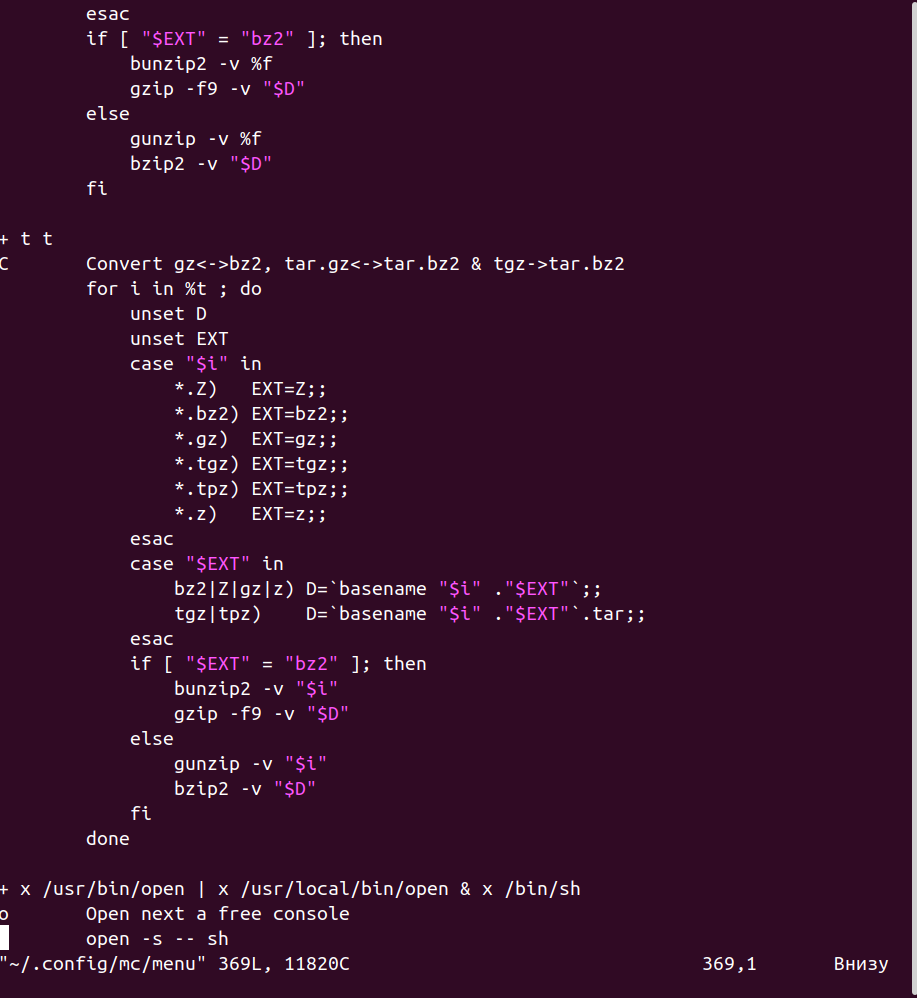 esac
        if [ "$EXT" = "bz2" ]; then
            bunzip2 -v %f
            gzip -f9 -v "$D"
        else
            gunzip -v %f
            bzip2 -v "$D"
        fi

+ t t
C       Convert gz<->bz2, tar.gz<->tar.bz2 & tgz->tar.bz2
        for i in %t ; do
            unset D
            unset EXT
            case "$i" in
                *.Z)   EXT=Z;;
                *.bz2) EXT=bz2;;
                *.gz)  EXT=gz;;
                *.tgz) EXT=tgz;;
                *.tpz) EXT=tpz;;
                *.z)   EXT=z;;
            esac
            case "$EXT" in
                bz2|Z|gz|z) D=`basename "$i" ."$EXT"`;;
                tgz|tpz)    D=`basename "$i" ."$EXT"`.tar;;
            esac
            if [ "$EXT" = "bz2" ]; then
                bunzip2 -v "$i"
                gzip -f9 -v "$D"
            else
                gunzip -v "$i"
                bzip2 -v "$D"
            fi
        done

+ x /usr/bin/open | x /usr/local/bin/open & x /bin/sh
o       Open next a free console
        open -s -- sh
"~/.config/mc/menu" 369L, 11820C                                369,1       Внизу